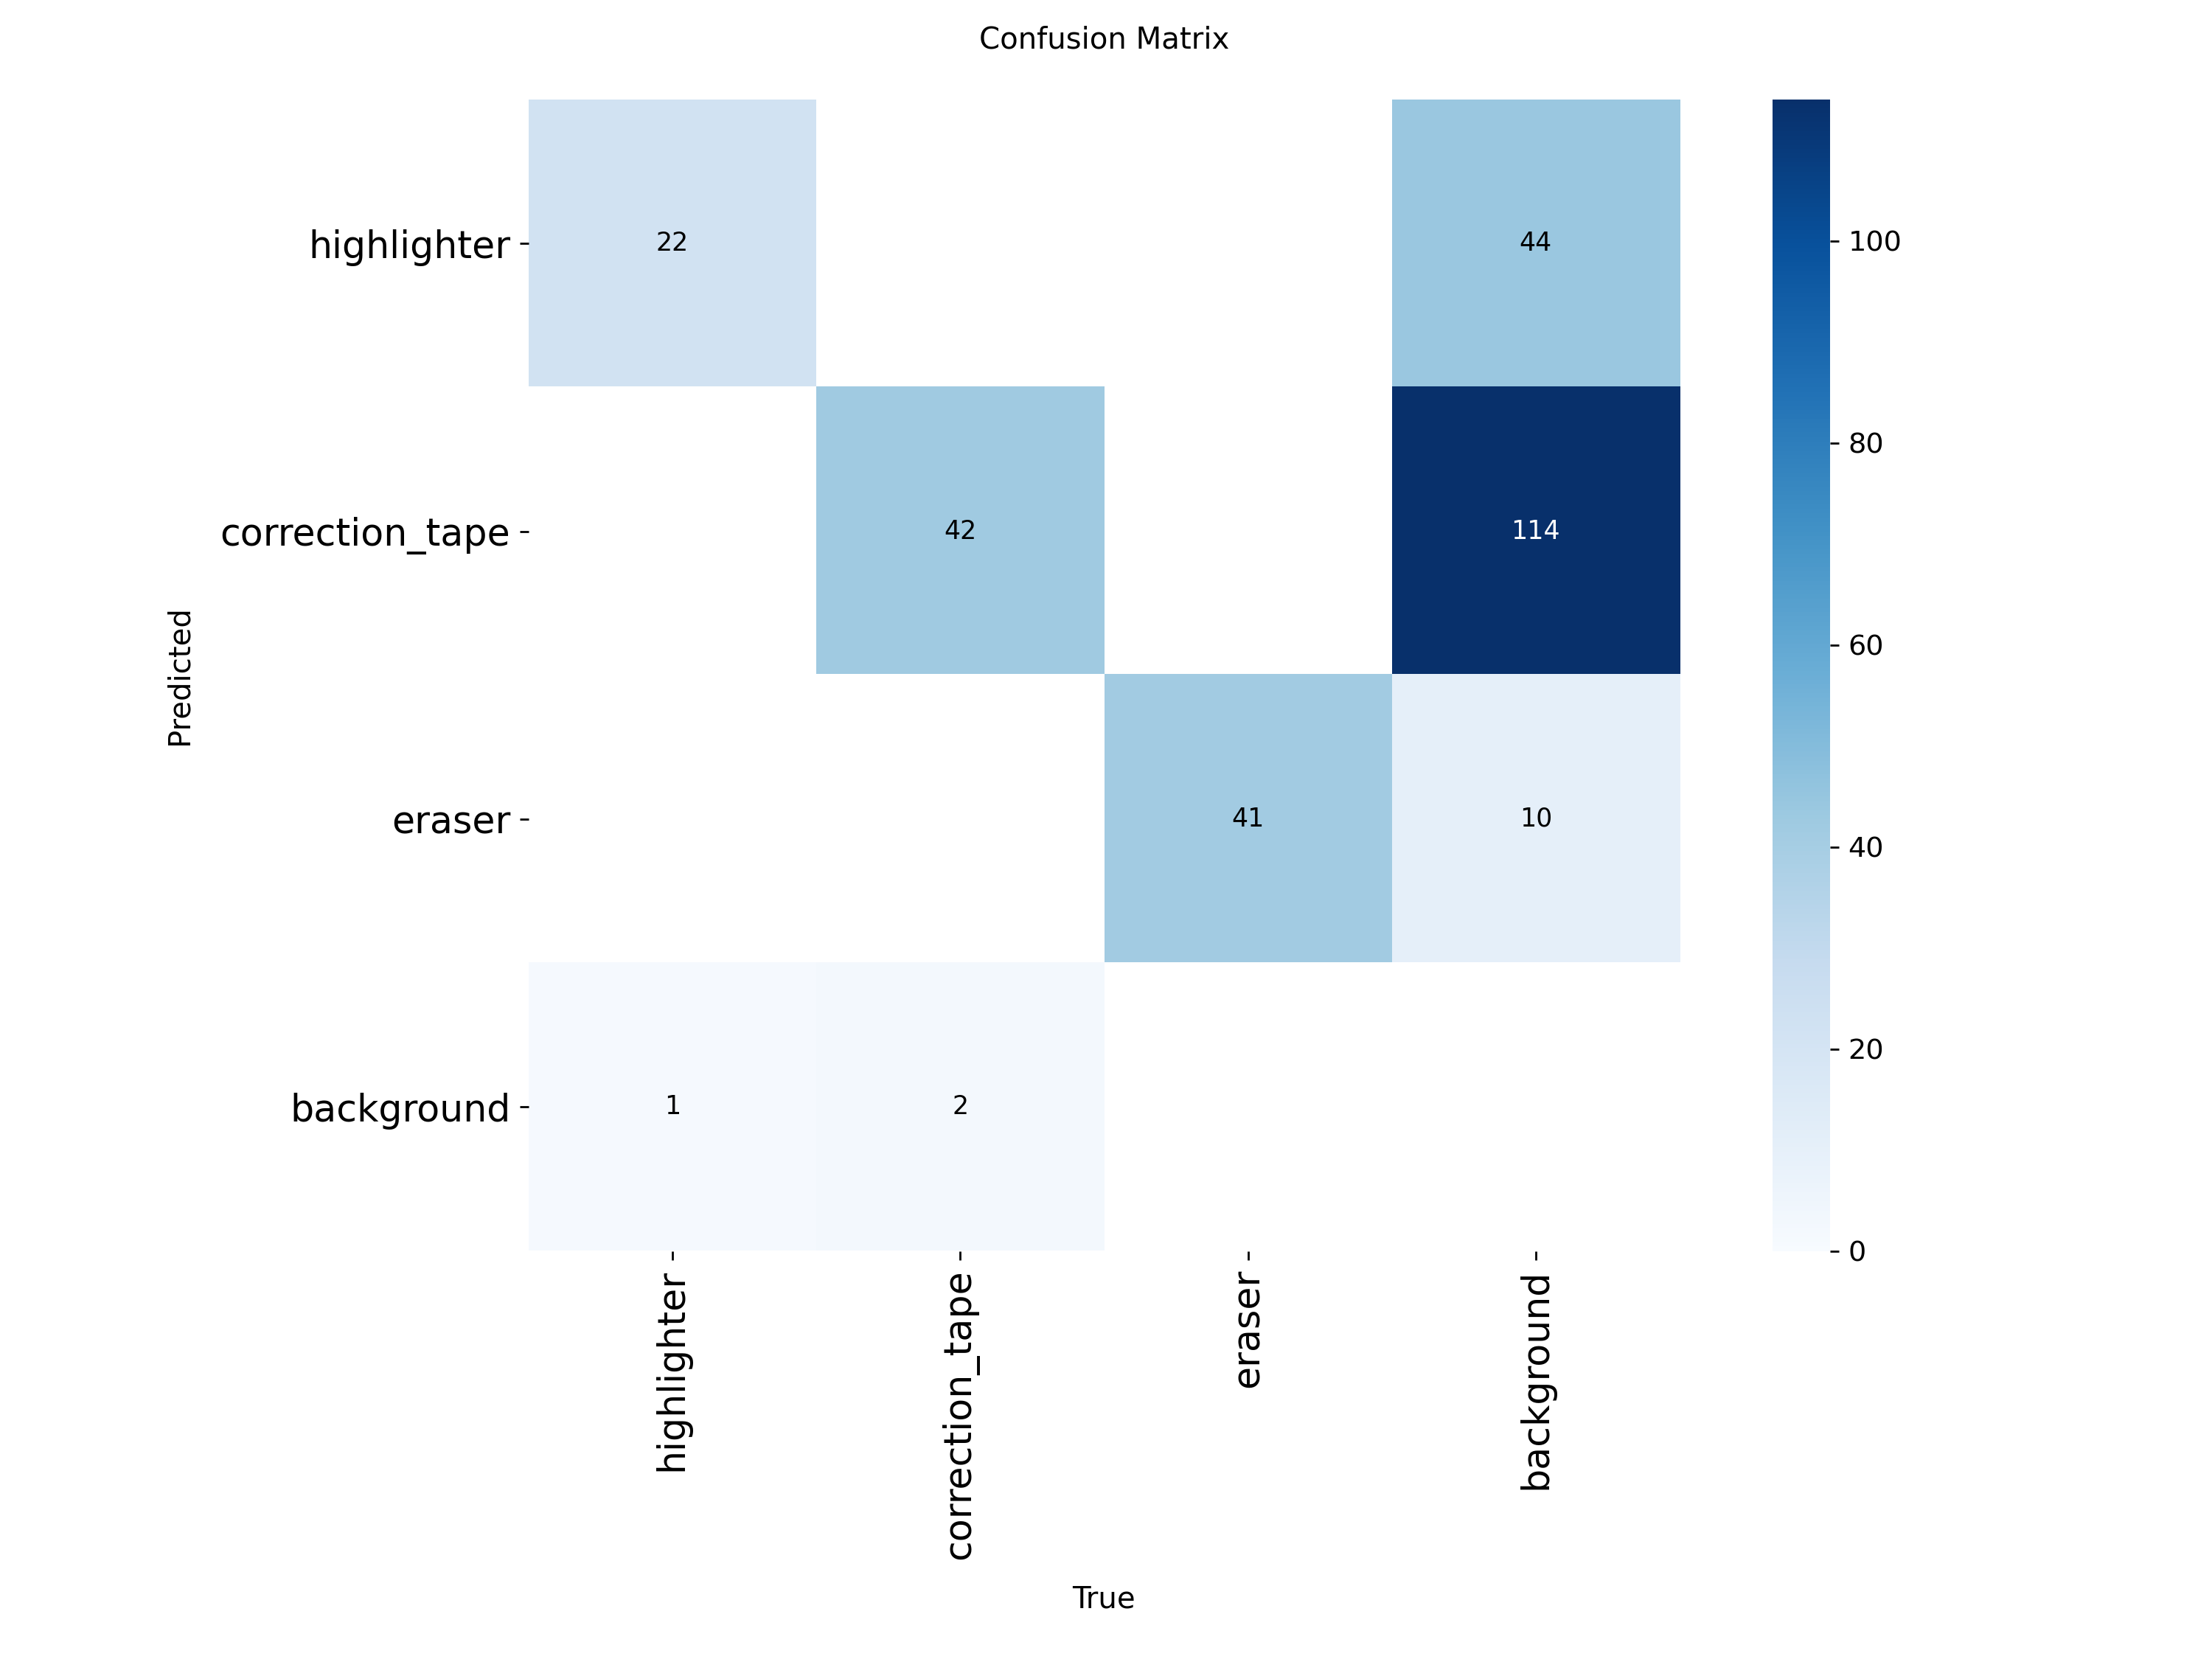 Confusion Matrix
highlighter
22
44
100
80
correction_tape
42
114
60
Predicted
eraser
41
10
40
20
background
1
2
0
highlighter
correction_tape
eraser
background
True